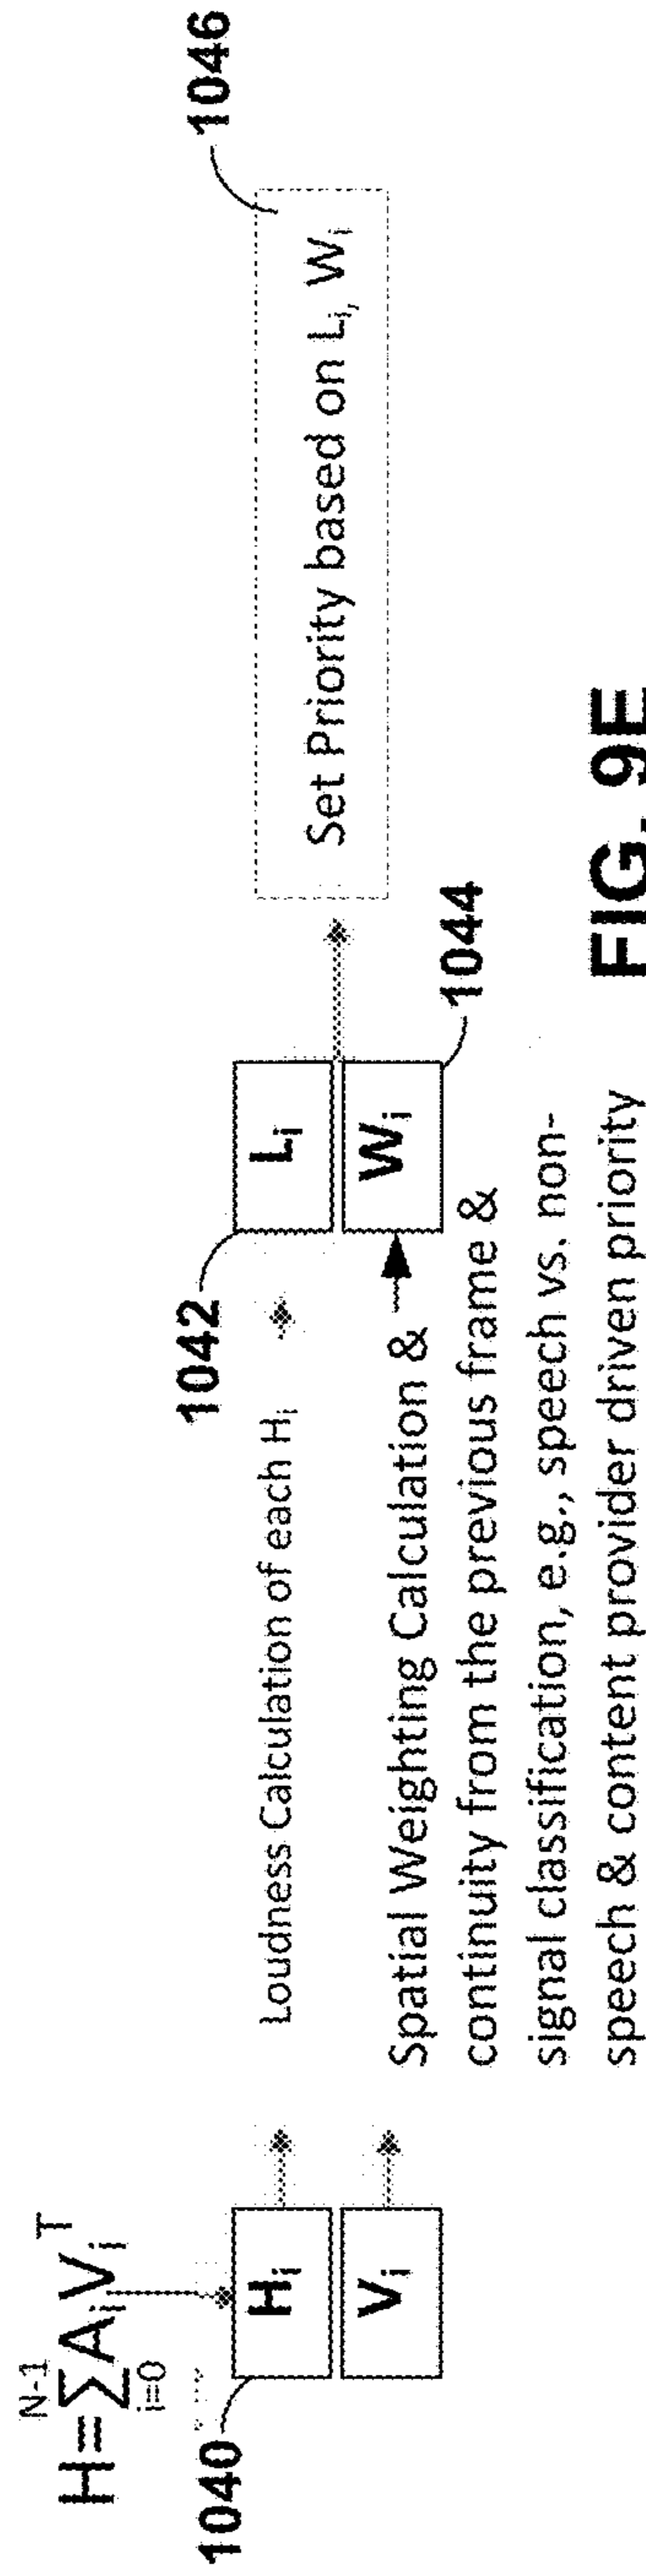 N-1
H=∑AᵢVᵢᵀ
i=0
1040
Hᵢ
Vᵢ
Loudness Calculation of each Hᵢ
Spatial Weighting Calculation &
continuity from the previous frame &
signal classification, e.g., speech vs. non-
speech & content provider driven priority
1042
Lᵢ
Wᵢ
1044
Set Priority based on Lᵢ, Wᵢ
1046
FIG. 9E